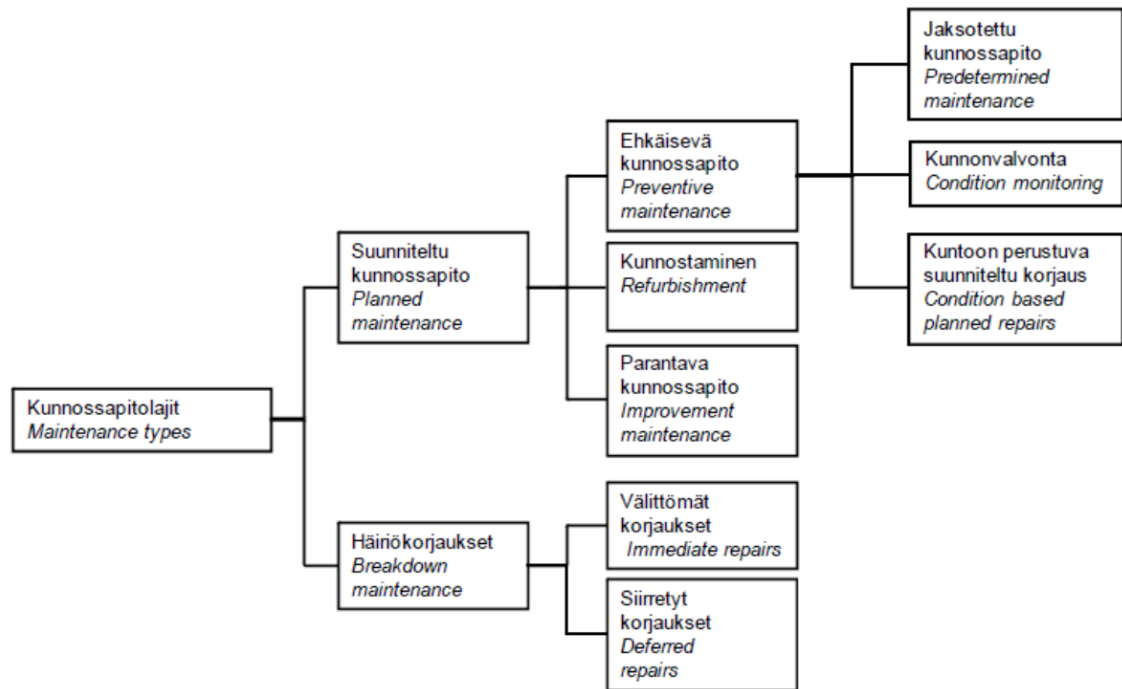 Kunnossapitolajit
Maintenance types
Suunniteltu
kunnossapito
Planned
maintenance
Häiriökorjaukset
Breakdown
maintenance
Ehkäisevä
kunnossapito
Preventive
maintenance
Kunnostaminen
Refurbishment
Parantava
kunnossapito
Improvement
maintenance
Välittömät
korjaukset
Immediate repairs
Siirretyt
korjaukset
Deferred
repairs
Jaksotettu
kunnossapito
Predetermined
maintenance
Kunnonvalvonta
Condition monitoring
Kuntoon perustuva
suunniteltu korjaus
Condition based
planned repairs